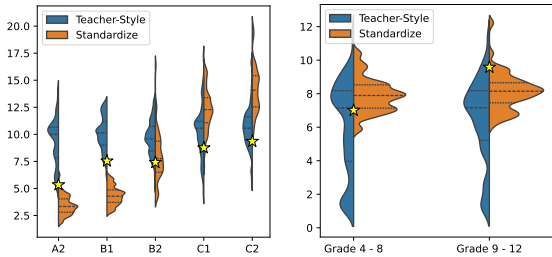 Teacher-Style
Standardize
20.0
17.5
15.0
12.5
10.0
7.5
5.0
2.5
A2
B1
B2
C1
C2
Teacher-Style
Standardize
12
10
8
6
4
2
0
Grade 4 - 8
Grade 9 - 12